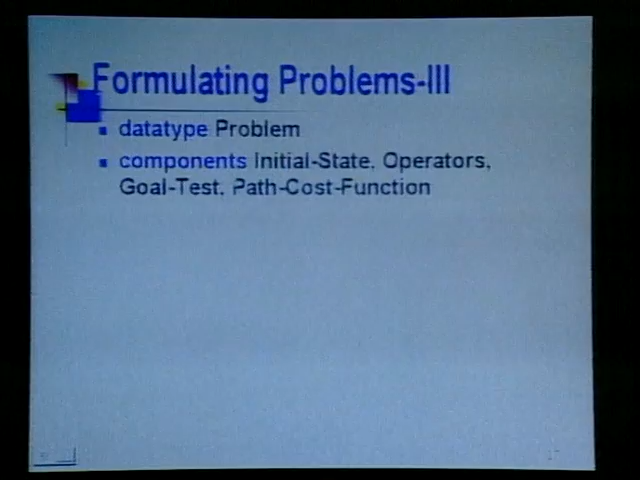 Formulating Problems-III
datatype Problem
components Initial-State, Operators,
Goal-Test, Path-Cost-Function